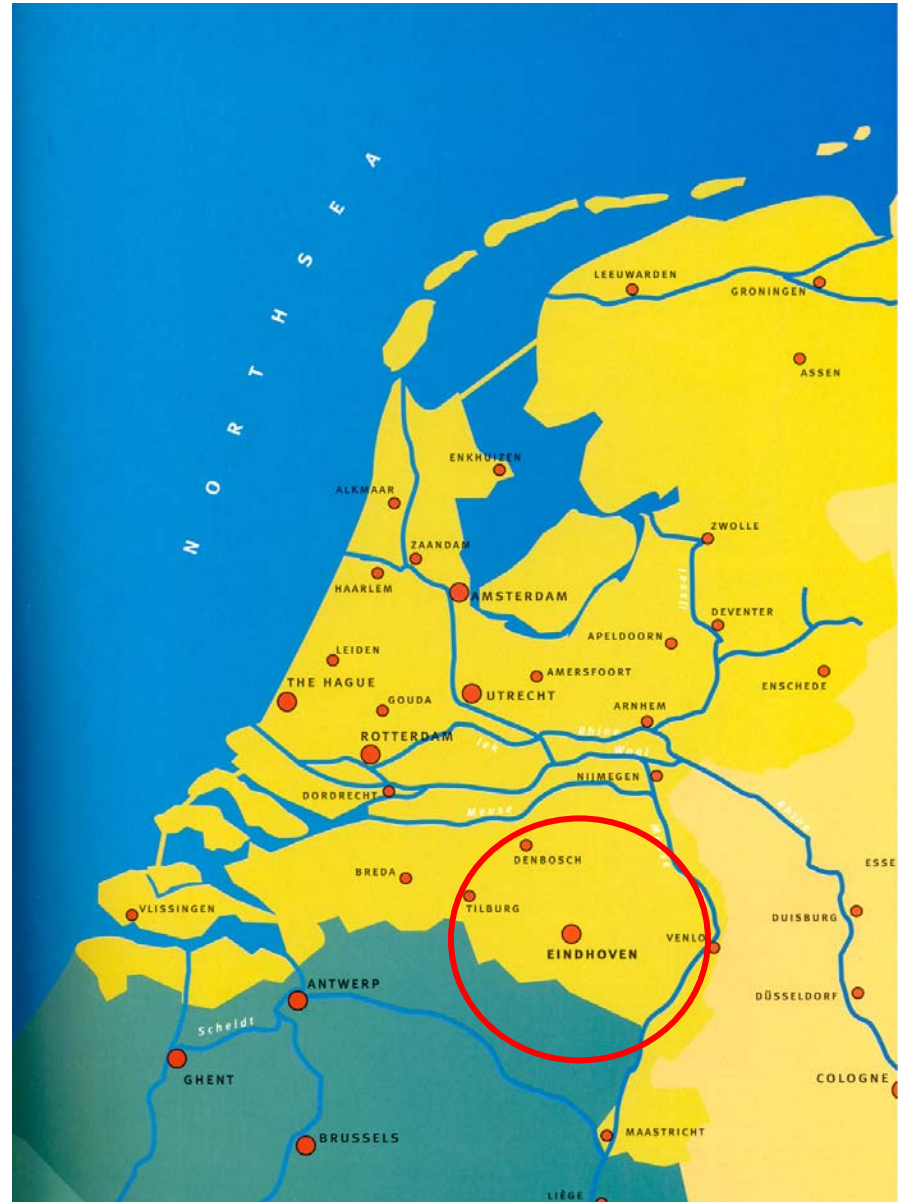 NORTH SEA
LEEUWARDEN
GRONINGEN
ASSEN
ENKHUIZEN
ALKMAAR
ZAANDAM
ZWOLLE
HAARLEM
AMSTERDAM
IJssel
DEVENTER
APELDOORN
LEIDEN
AMERSFOORT
ENSCHEDE
THE HAGUE
UTRECHT
GOUDA
ARNHEM
ROTTERDAM
lek
Rhine
Waal
NIJMEGEN
DORDRECHT
Meuse
Rhine
DENBOSCH
ESSE
BREDA
TILBURG
VLISSINGEN
DUISBURG
VENLO
EINDHOVEN
ANTWERP
DÜSSELDORF
Scheldt
GHENT
COLOGNE
BRUSSELS
MAASTRICHT
LIÈGE